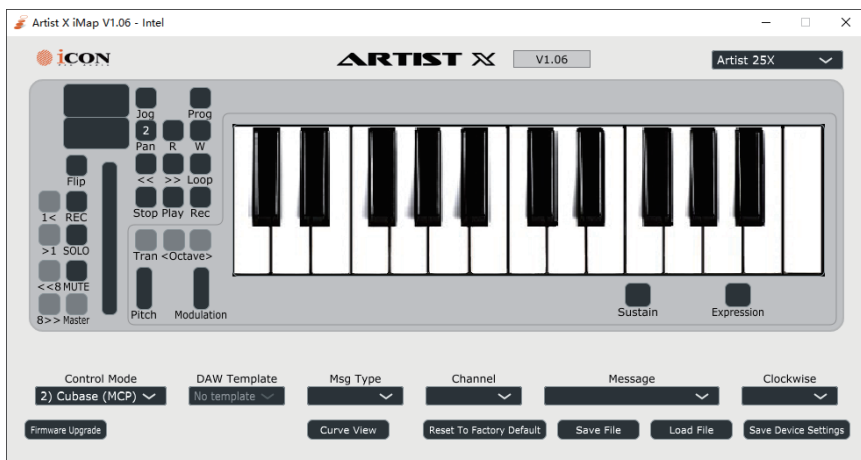 Artist X iMap V1.06 - Intel
iCON
PRO AUDIO
ARTIST X
V1.06
Artist 25X
Jog
Prog
2
Pan R W
Flip
<< >> Loop
1< REC
Stop Play Rec
>1 SOLO
Tran <Octave>
<<8 MUTE
8>> Master
Pitch Modulation
Sustain Expression
Control Mode DAW Template Msg Type Channel Message Clockwise
2) Cubase (MCP) No template
Firmware Upgrade Curve View Reset To Factory Default Save File Load File Save Device Settings